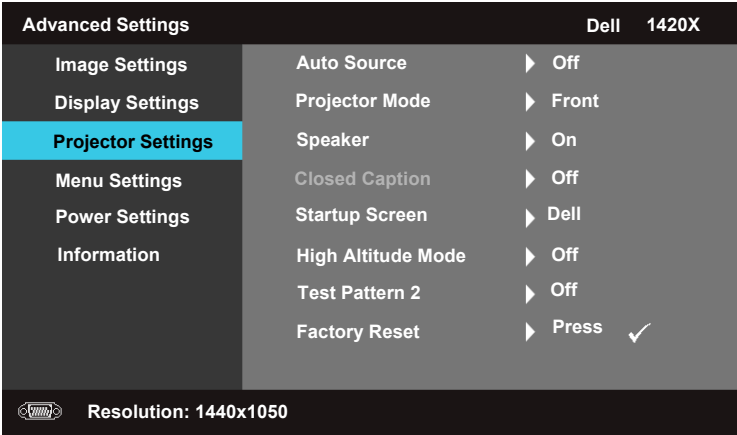 Advanced Settings Dell 1420X
Image Settings Auto Source Off
Display Settings Projector Mode Front
Projector Settings Speaker On
Menu Settings Closed Caption Off
Power Settings Startup Screen Dell
Information High Altitude Mode Off
Test Pattern 2 Off
Factory Reset Press
Resolution: 1440x1050